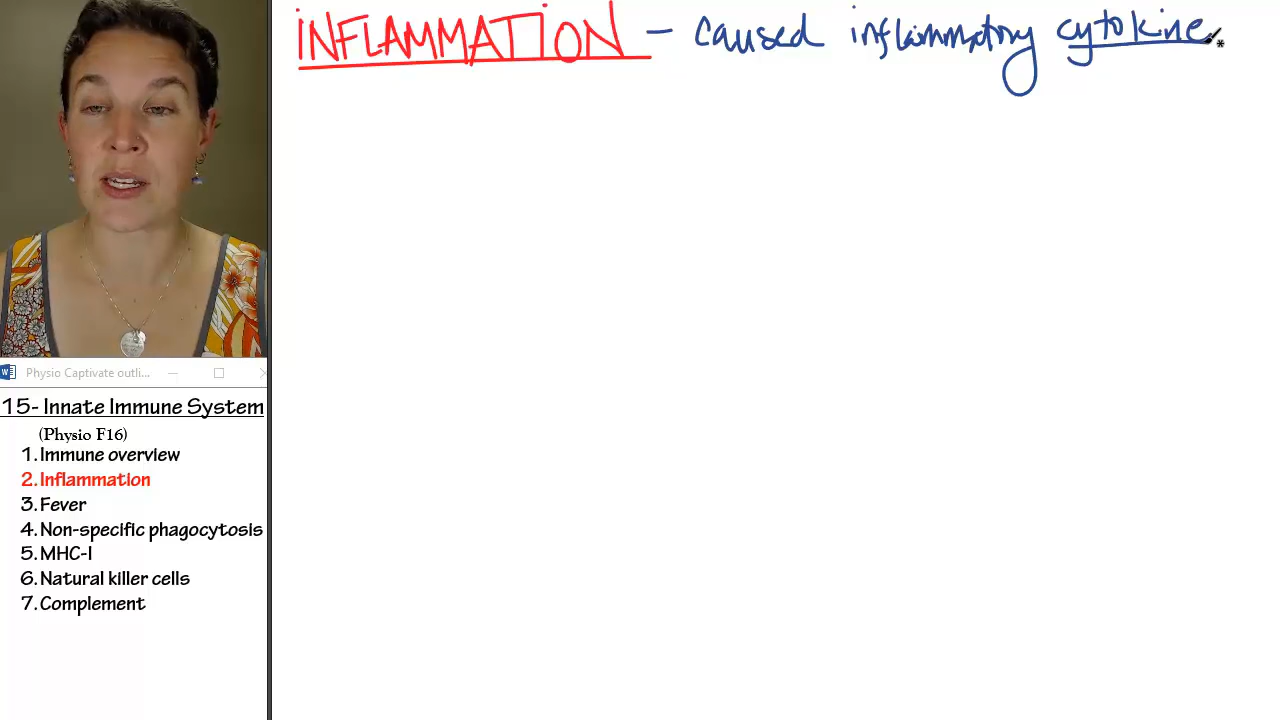 INFLAMMATION – caused inflammatory cytokine
Physio Captivate outli...
15- Innate Immune System
(Physio F16)
1. Immune overview
2. Inflammation
3. Fever
4. Non-specific phagocytosis
5. MHC-I
6. Natural killer cells
7. Complement